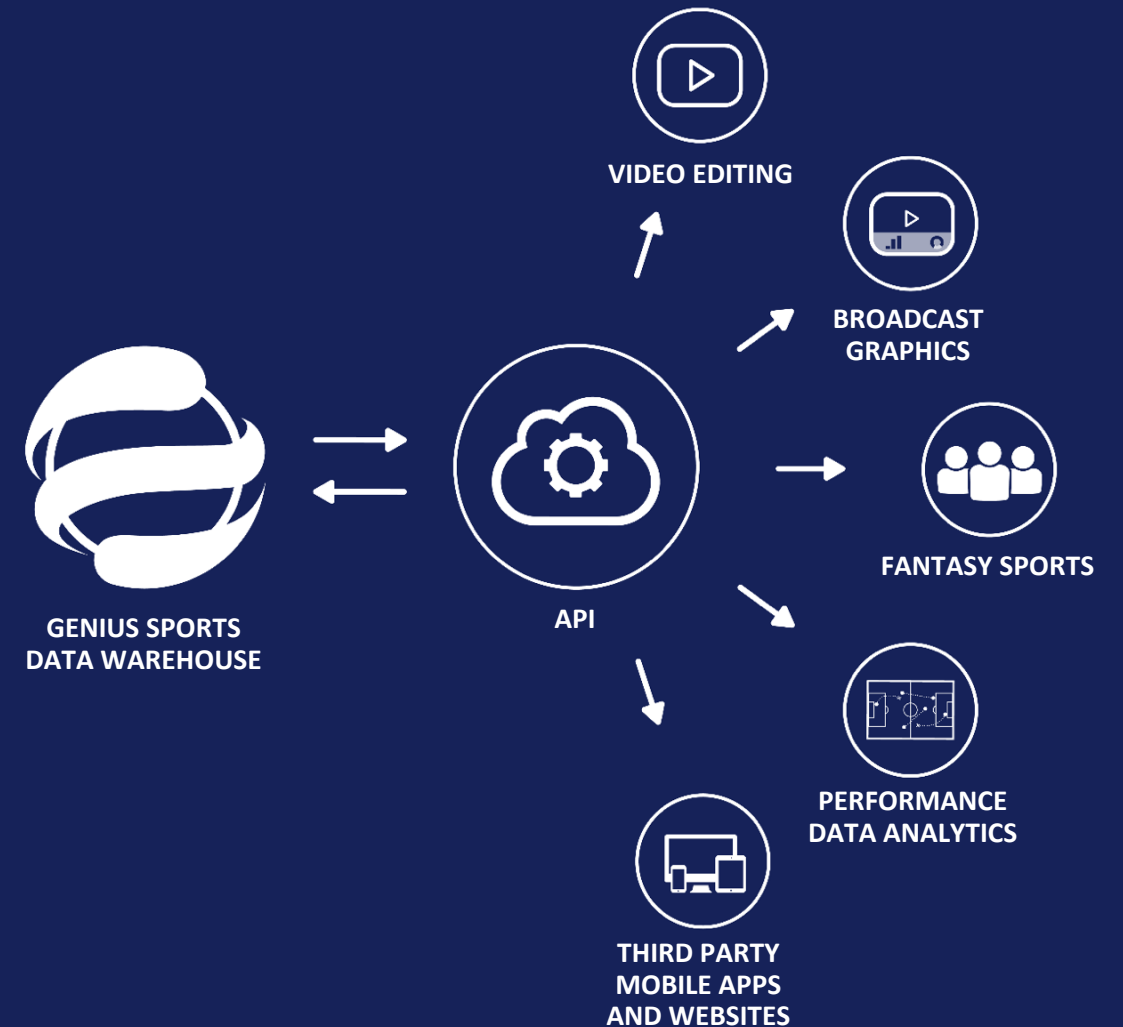 VIDEO EDITING
BROADCAST
GRAPHICS
FANTASY SPORTS
GENIUS SPORTS
DATA WAREHOUSE
API
PERFORMANCE
DATA ANALYTICS
THIRD PARTY
MOBILE APPS
AND WEBSITES